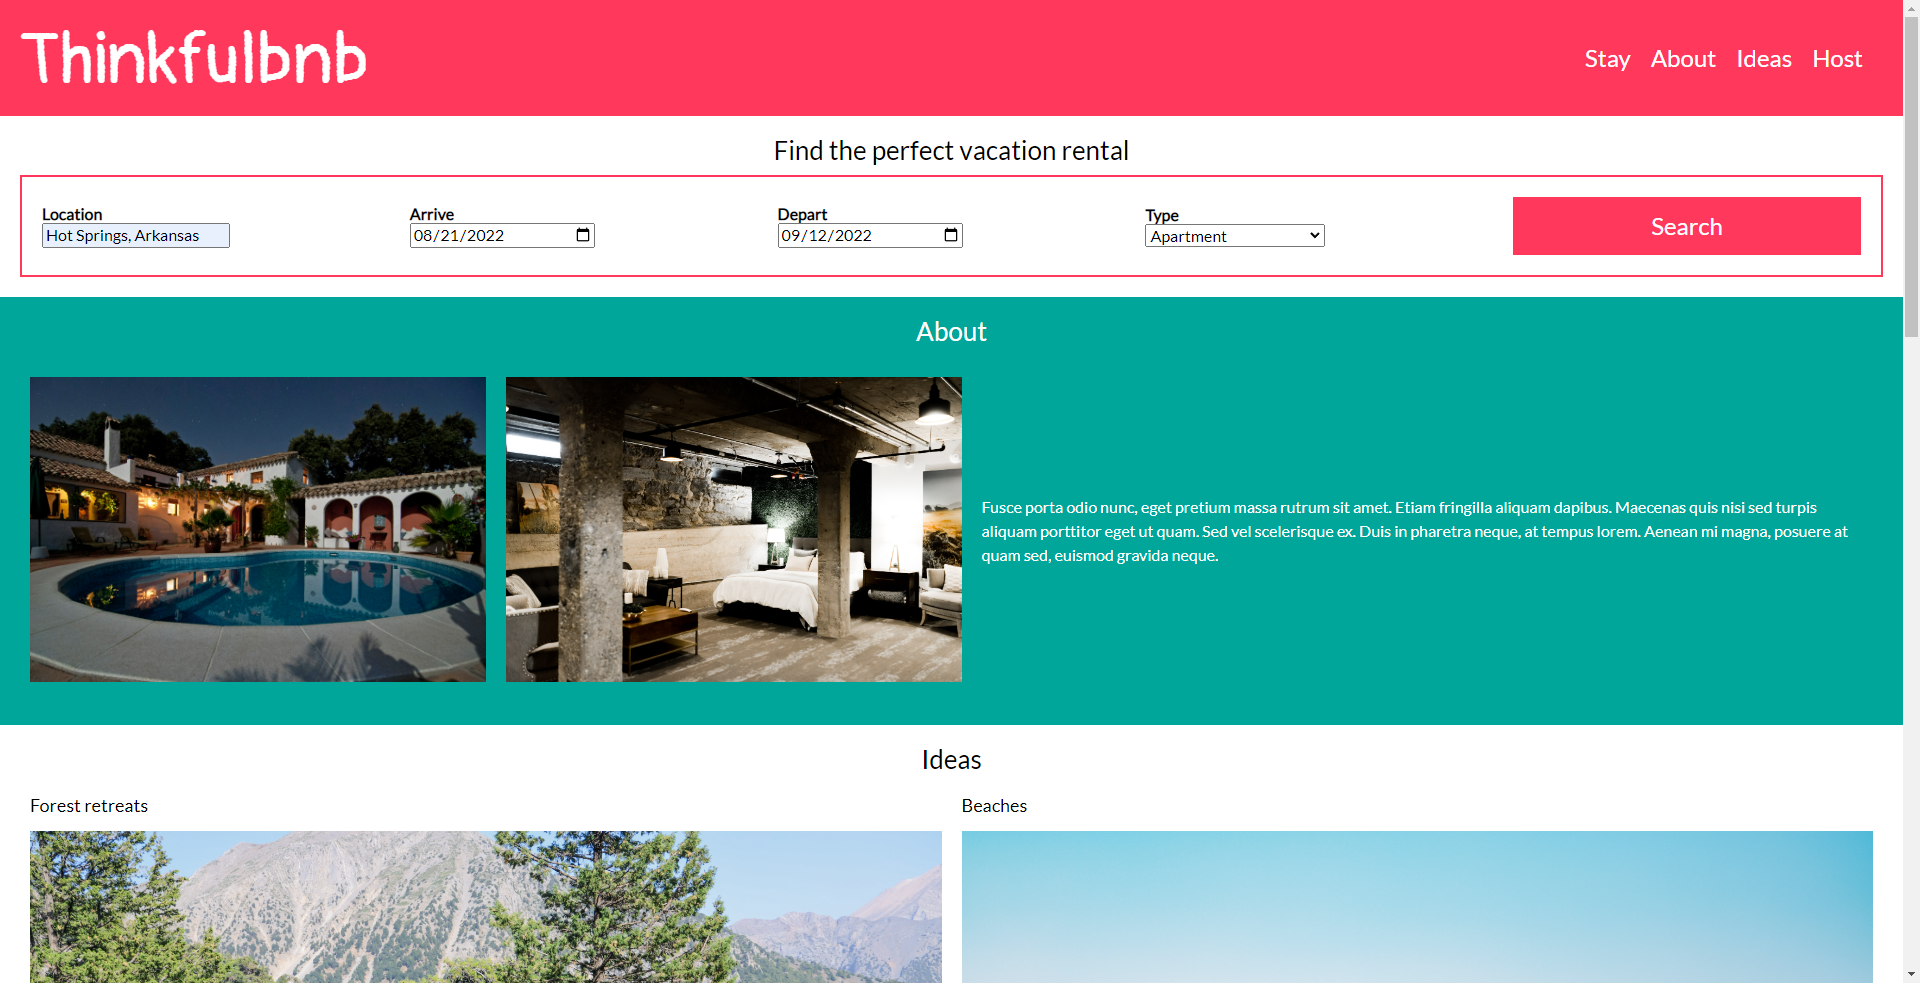 Thinkfulbnb
Stay About Ideas Host
Find the perfect vacation rental
Location
Hot Springs, Arkansas
Arrive
08/21/2022
Depart
09/12/2022
Type
Apartment
Search
About
Fusce porta odio nunc, eget pretium massa rutrum sit amet. Etiam fringilla aliquam dapibus. Maecenas quis nisi sed turpis
aliquam porttitor eget ut quam. Sed vel scelerisque ex. Duis in pharetra neque, at tempus lorem. Aenean mi magna, posuere at
quam sed, euismod gravida neque.
Ideas
Forest retreats
Beaches